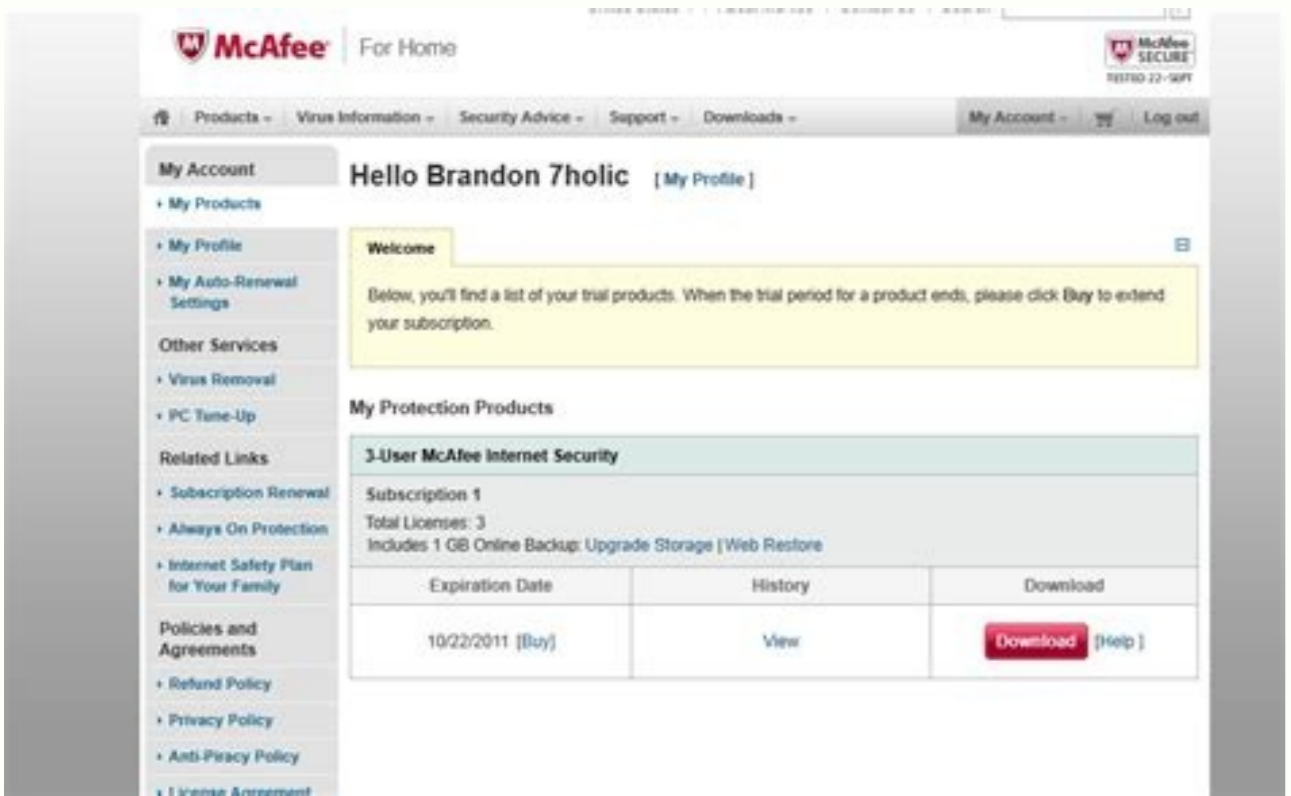 McAfee For Home
McAfee SECURE
TESTED 22-SEPT
Products Virus Information Security Advice Support Downloads My Account Log out
My Account
My Products
My Profile
My Auto-Renewal
Settings
Other Services
Virus Removal
PC Tune-Up
Related Links
Subscription Renewal
Always On Protection
Internet Safety Plan
for Your Family
Policies and
Agreements
Refund Policy
Privacy Policy
Anti-Piracy Policy
License Agreement
Hello Brandon 7holic [ My Profile ]
Welcome
Below, you'll find a list of your trial products. When the trial period for a product ends, please click Buy to extend
your subscription.
My Protection Products
3-User McAfee Internet Security
Subscription 1
Total Licenses: 3
Includes 1 GB Online Backup: Upgrade Storage | Web Restore
Expiration Date History Download
10/22/2011 [Buy] View Download [Help ]